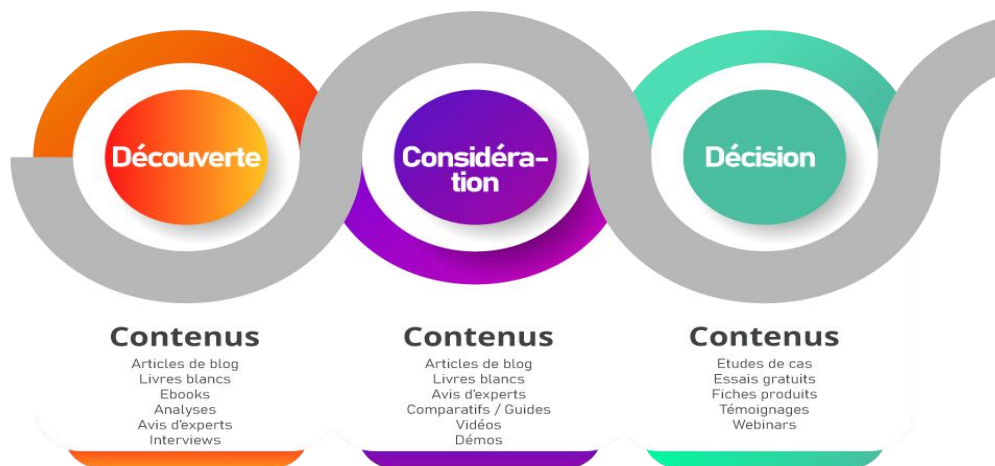 Découverte
Considéra-
tion
Décision
Contenus
Articles de blog
Livres blancs
Ebooks
Analyses
Avis d'experts
Interviews
Contenus
Articles de blog
Livres blancs
Avis d'experts
Comparatifs / Guides
Vidéos
Démos
Contenus
Etudes de cas
Essais gratuits
Fiches produits
Témoignages
Webinars